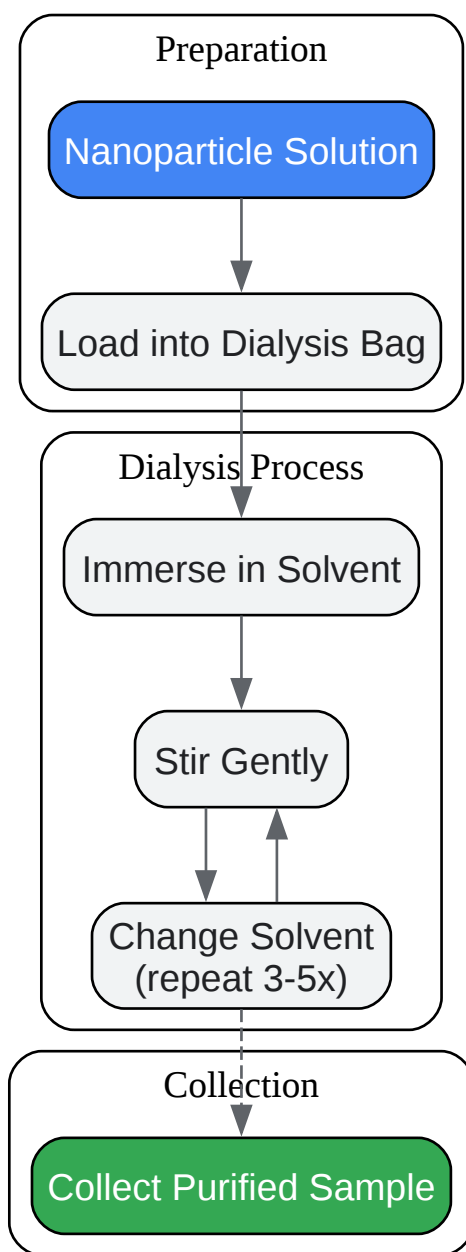 Preparation
Nanoparticle Solution
Load into Dialysis Bag
Dialysis Process
Immerse in Solvent
Stir Gently
Change Solvent
(repeat 3-5x)
Collection
Collect Purified Sample